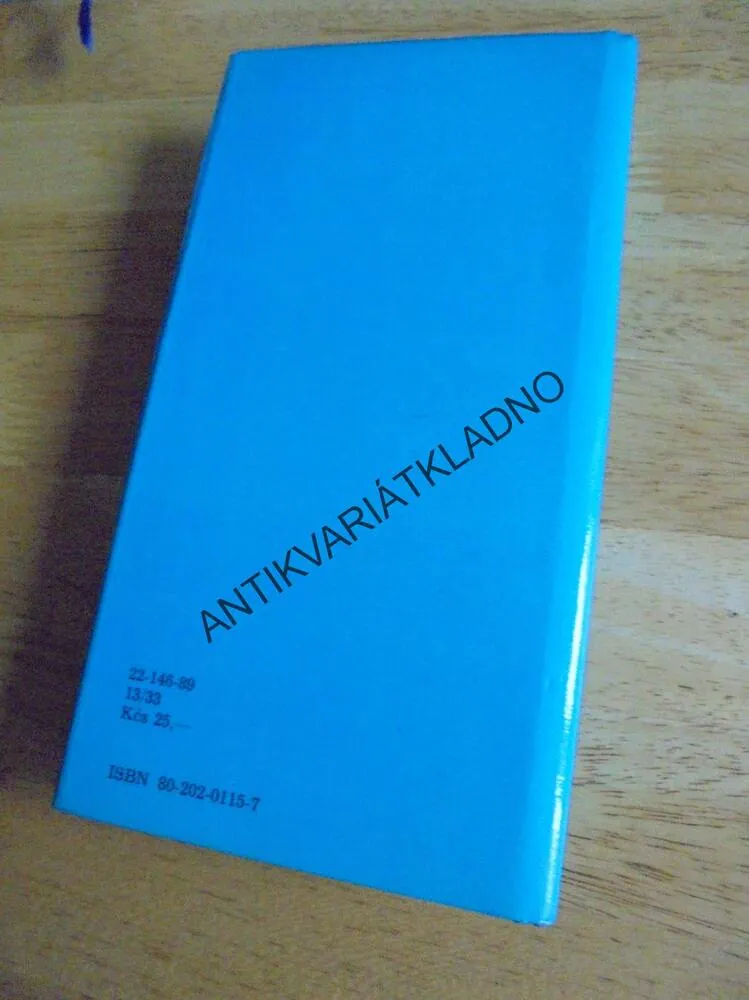 ANTIKVARIÁTKLADNO
22-146-89
13/33
Kčs 25,—
ISBN 80-202-0115-7